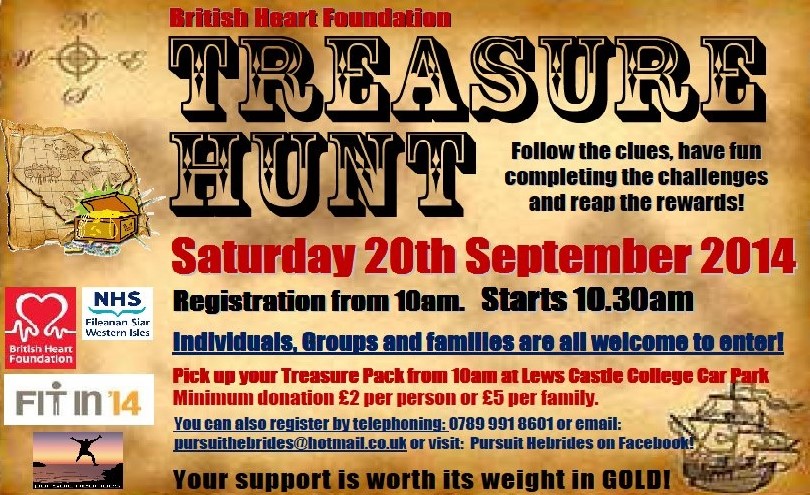 British Heart Foundation
TREASURE
HUNT
Follow the clues, have fun
completing the challenges
and reap the rewards!
Saturday 20th September 2014
Registration from 10am. Starts 10.30am
Individuals, Groups and families are all welcome to enter!
Pick up your Treasure Pack from 10am at Lews Castle College Car Park
Minimum donation £2 per person or £5 per family.
You can also register by telephoning: 0789 991 8601 or email:
pursuithebrides@hotmail.co.uk or visit: Pursuit Hebrides on Facebook!
Your support is worth its weight in GOLD!
N
W E
S
British Heart
Foundation
NHS
Eileanan Siar
Western Isles
FIT IN '14